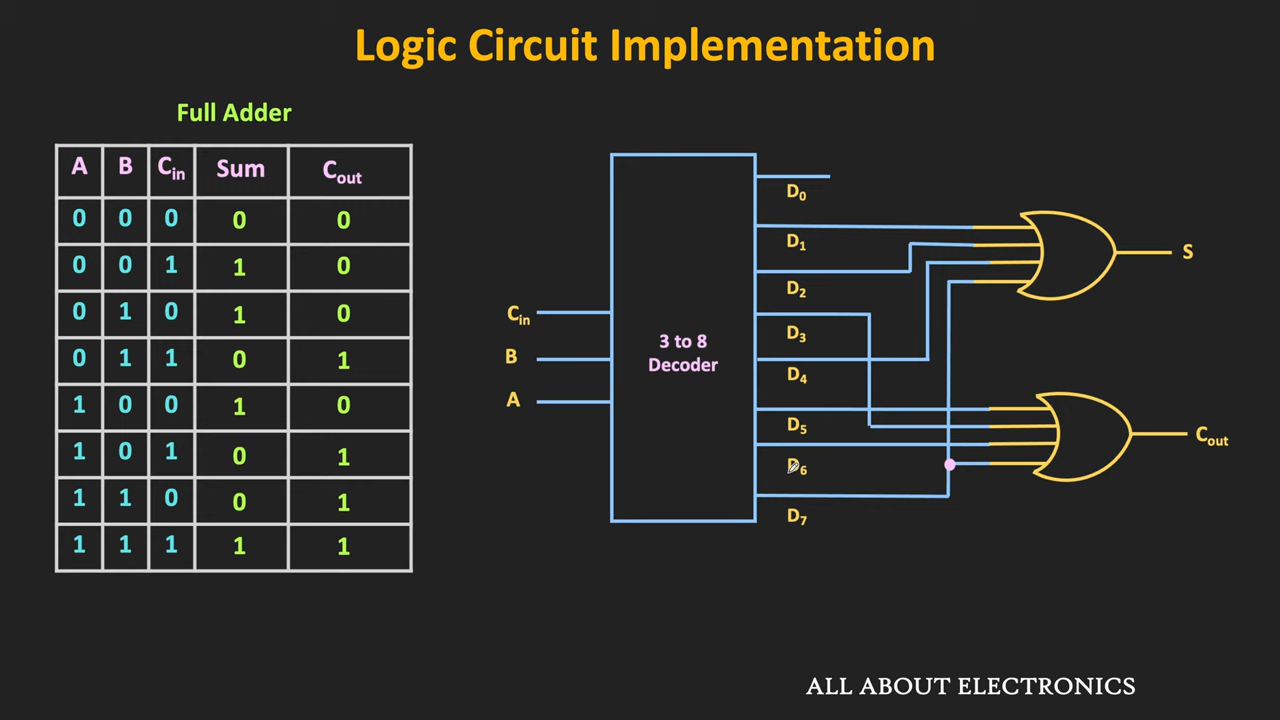 Logic Circuit Implementation
Full Adder
A B Cin Sum Cout
0 0 0 0 0
0 0 1 1 0
0 1 0 1 0
0 1 1 0 1
1 0 0 1 0
1 0 1 0 1
1 1 0 0 1
1 1 1 1 1
Cin
B
A
3 to 8
Decoder
D0
D1
D2
D3
D4
D5
D6
D7
S
Cout
ALL ABOUT ELECTRONICS